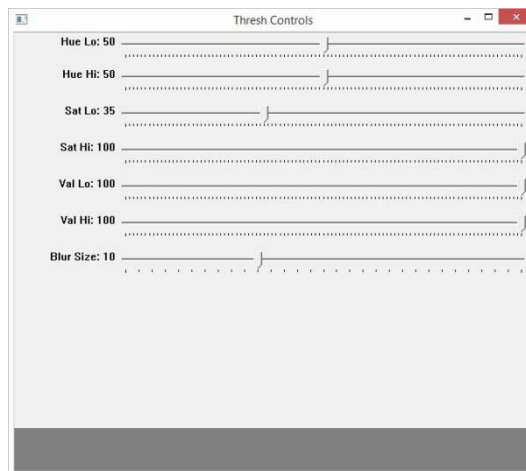 Thresh Controls
Hue Lo: 50
Hue Hi: 50
Sat Lo: 35
Sat Hi: 100
Val Lo: 100
Val Hi: 100
Blur Size: 10